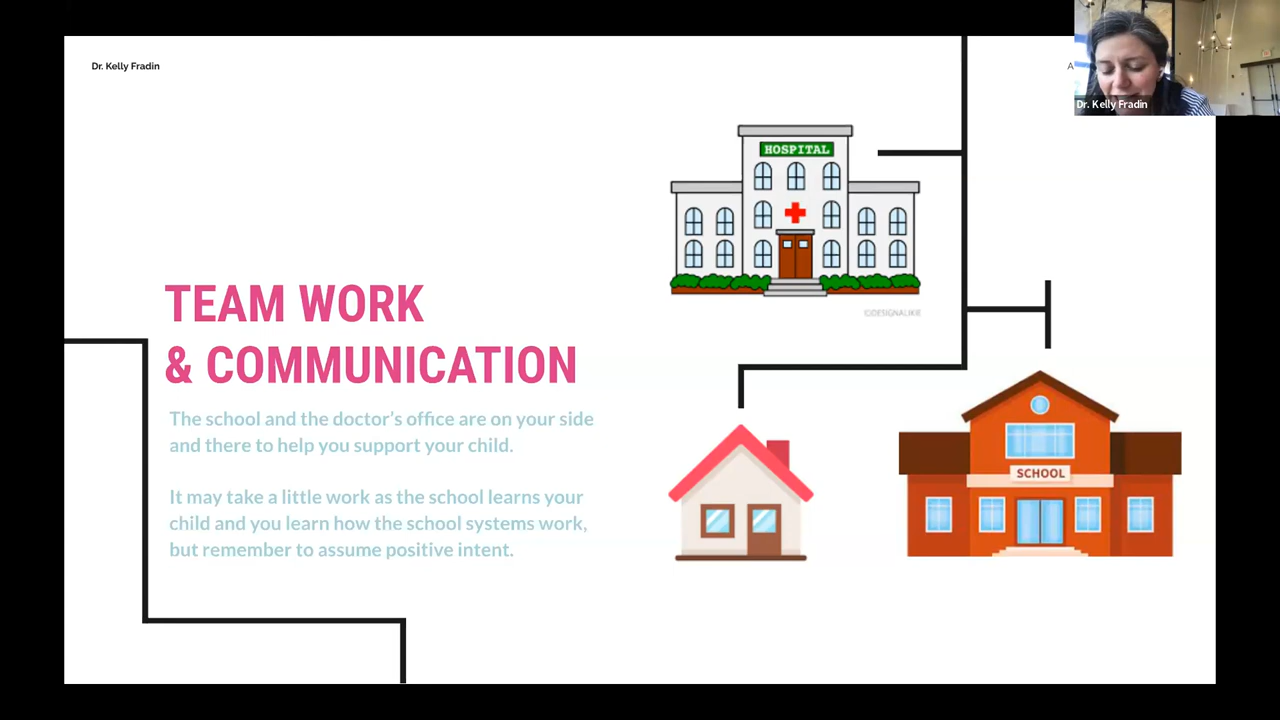 Dr. Kelly Fradin
A
Dr. Kelly Fradin
HOSPITAL
©DESIGNALIKIE
TEAM WORK
& COMMUNICATION
The school and the doctor's office are on your side
and there to help you support your child.
It may take a little work as the school learns your
child and you learn how the school systems work,
but remember to assume positive intent.
SCHOOL